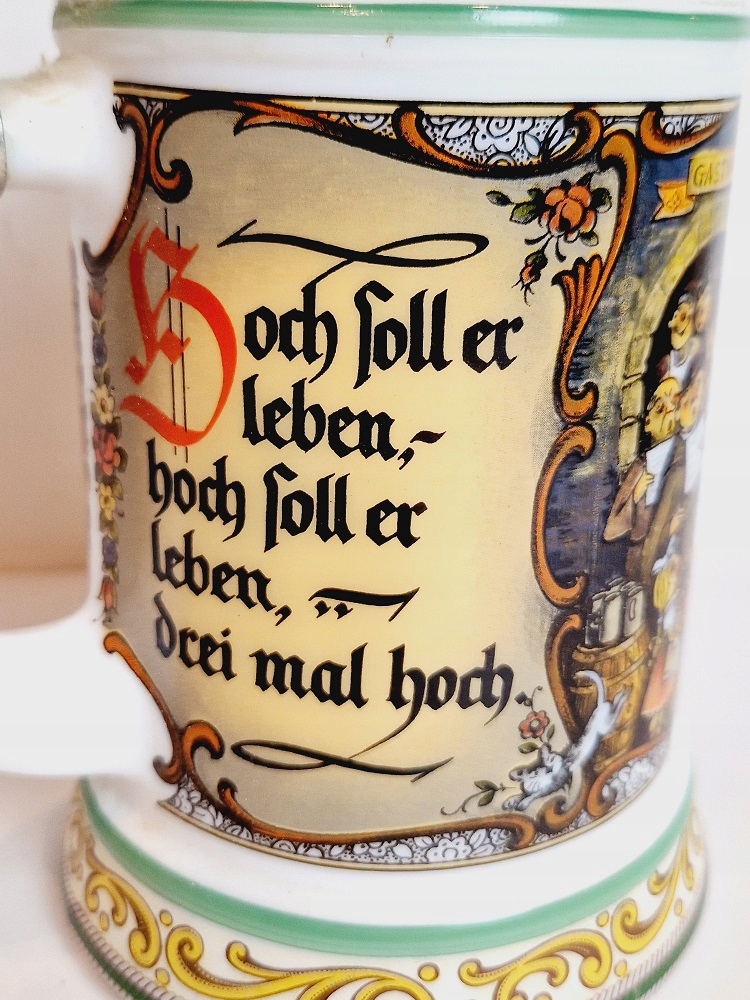 Hoch soll er
leben,-
hoch soll er
leben, ‥—
drei mal hoch.